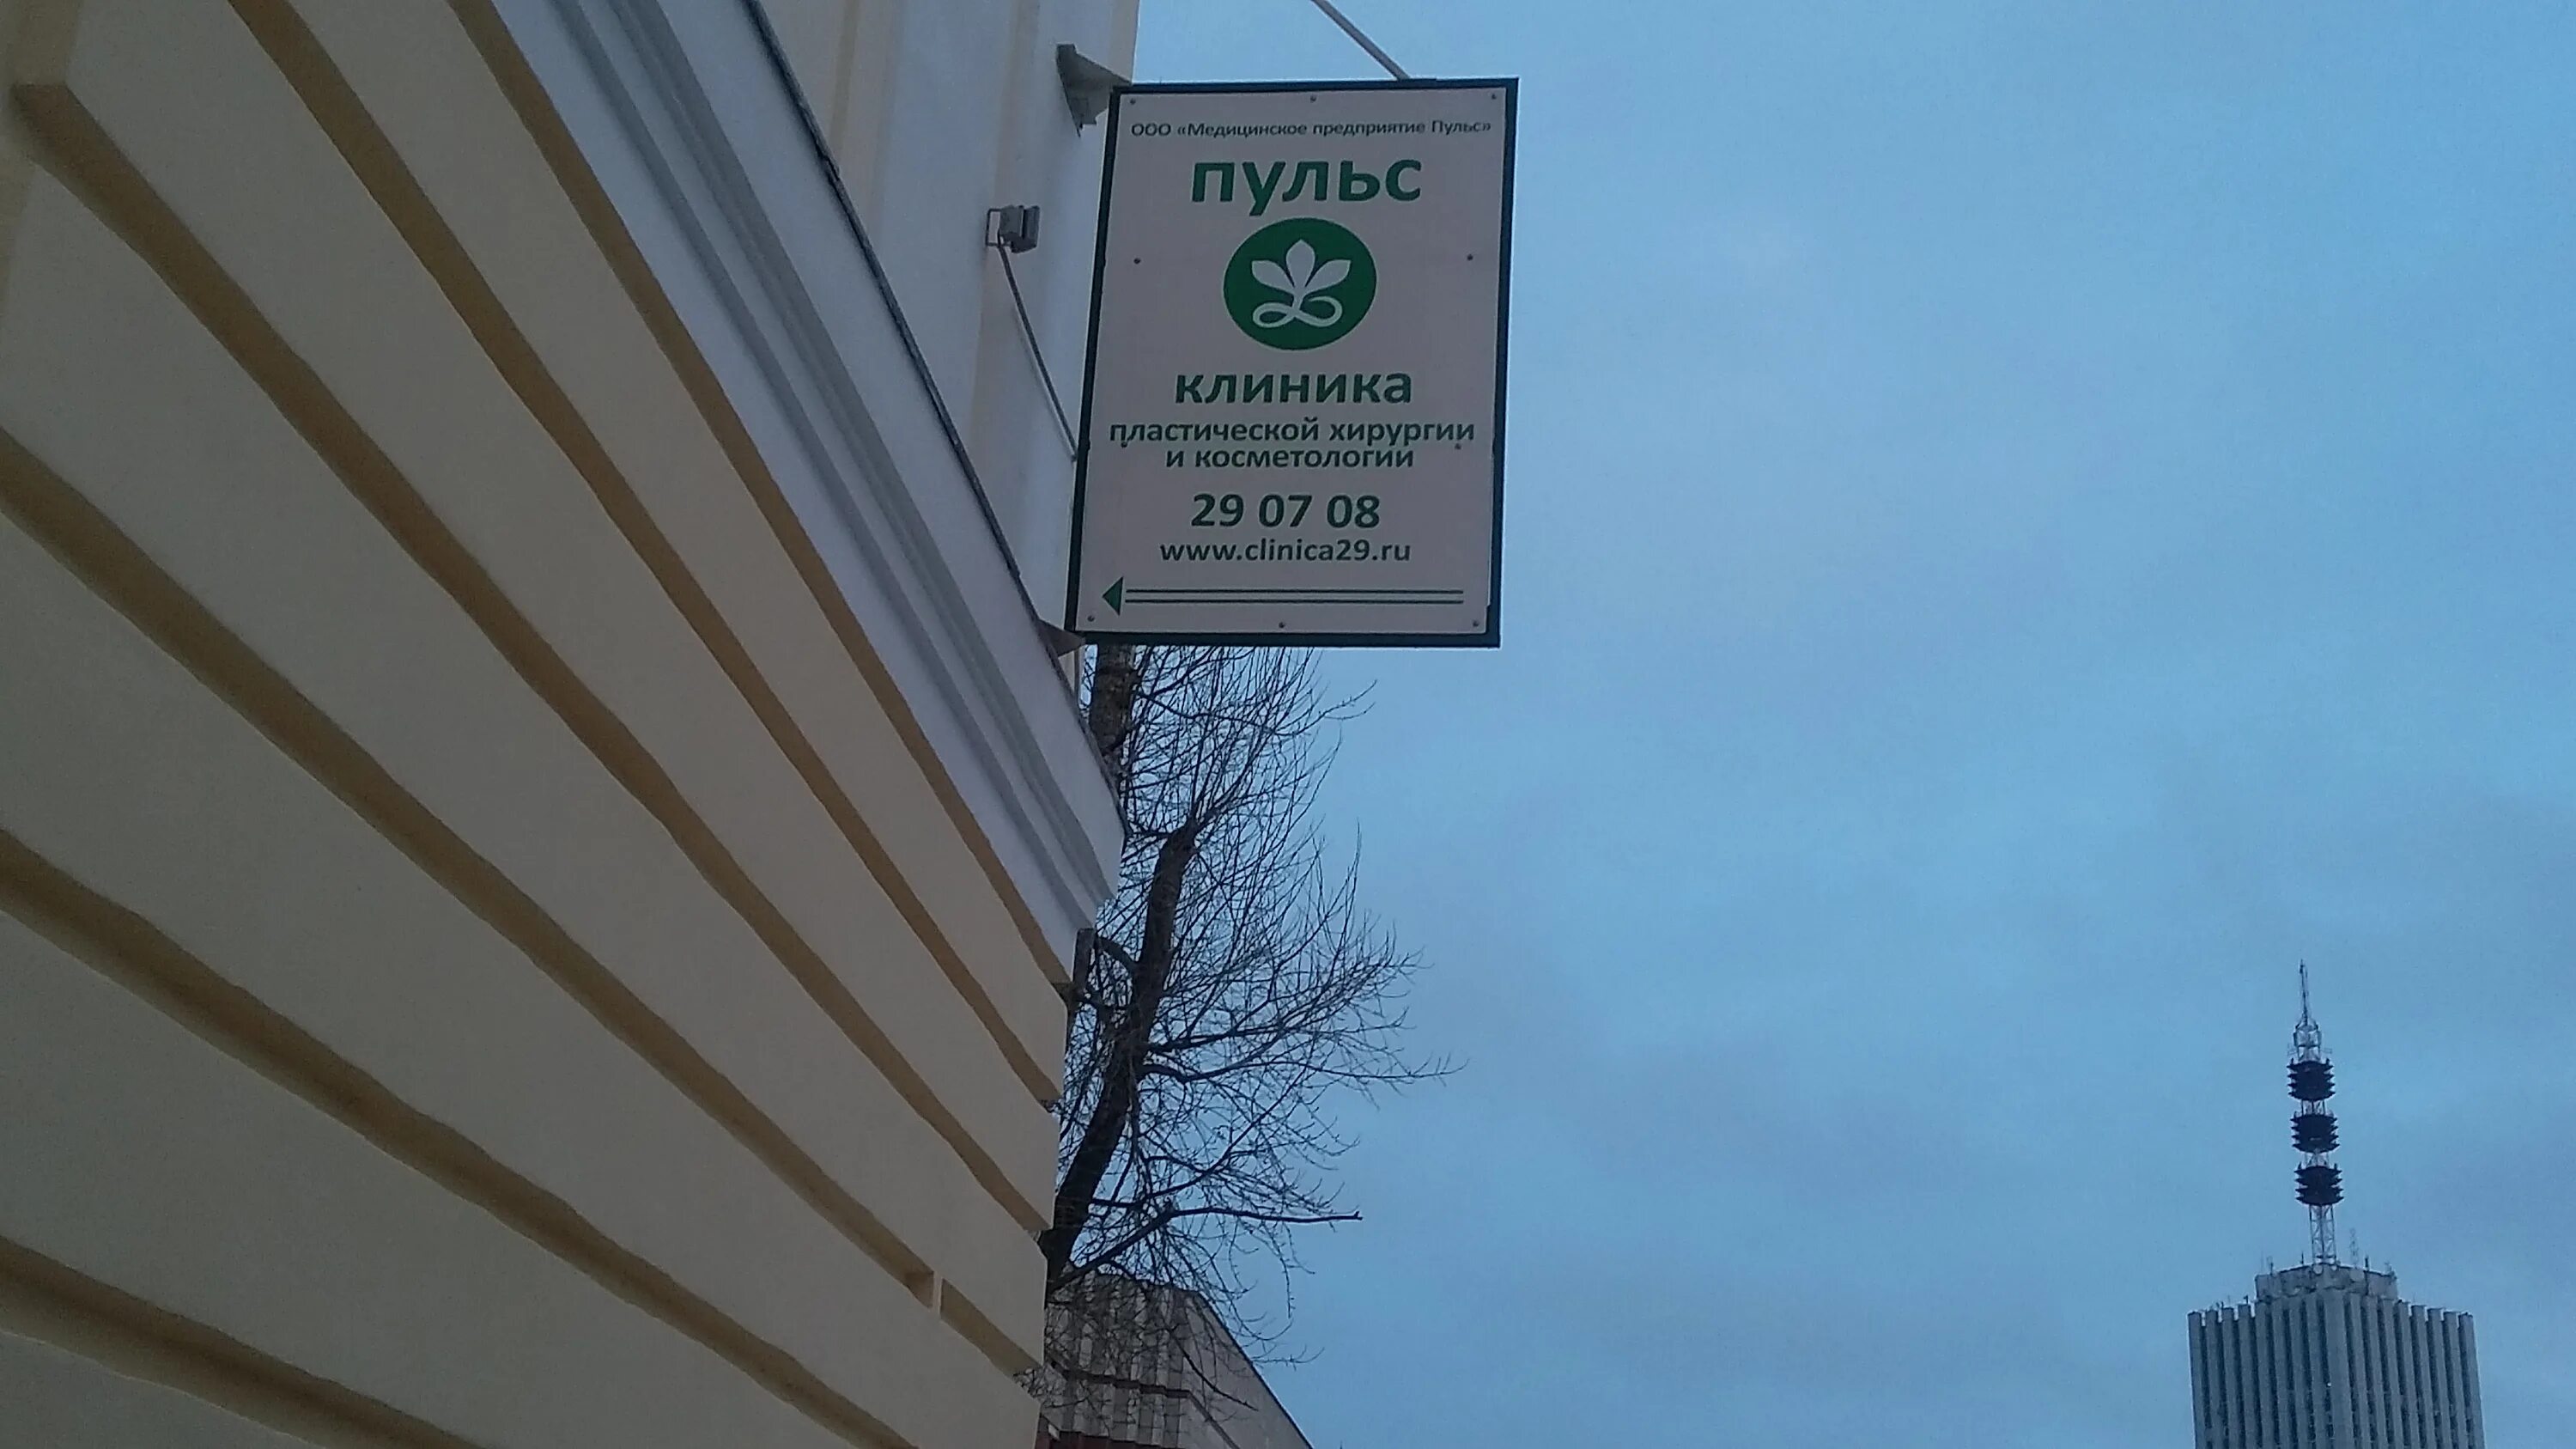 ООО «Медицинское предприятие Пульс»
пульс
клиника
пластической хирургии
и косметологии
29 07 08
www.clinica29.ru